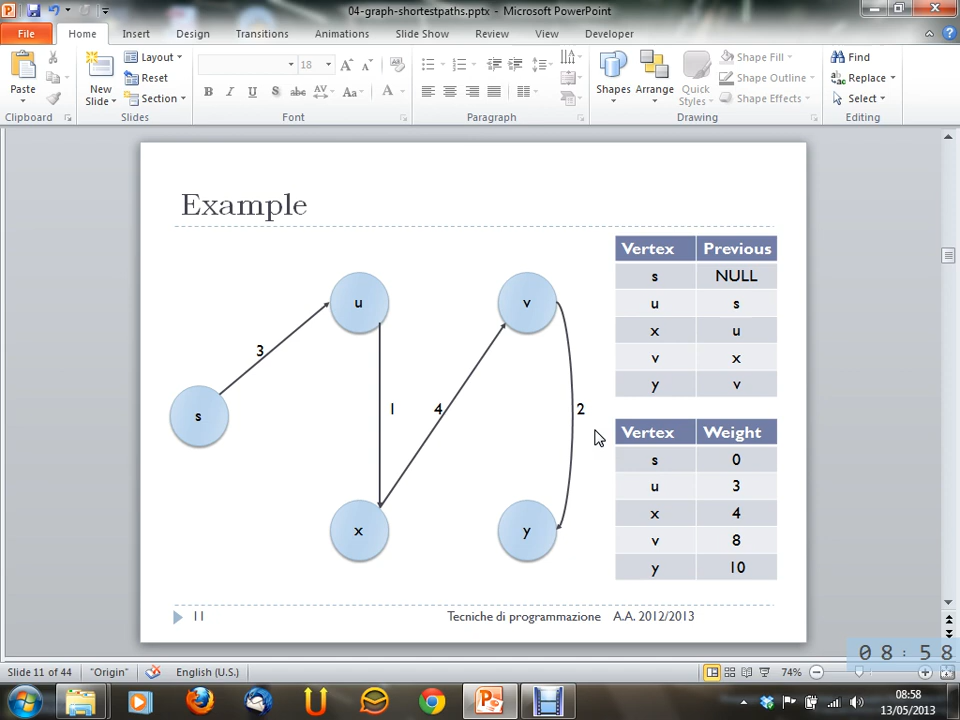 04-graph-shortestpaths.pptx - Microsoft PowerPoint
File Home Insert Design Transitions Animations Slide Show Review View Developer
Paste
New Slide
Layout
Reset
Section
18
B I U S abc AV Aa A
Shapes
Arrange
Quick Styles
Shape Fill
Shape Outline
Shape Effects
Find
Replace
Select
Clipboard Slides Font Paragraph Drawing Editing
Example
s
u
v
x
y
3
1
4
2
Vertex Previous
s NULL
u s
x u
v x
y v
Vertex Weight
s 0
u 3
x 4
v 8
y 10
11 Tecniche di programmazione A.A. 2012/2013
08:58
Slide 11 of 44 "Origin" English (U.S.) 74%
08:58
13/05/2013